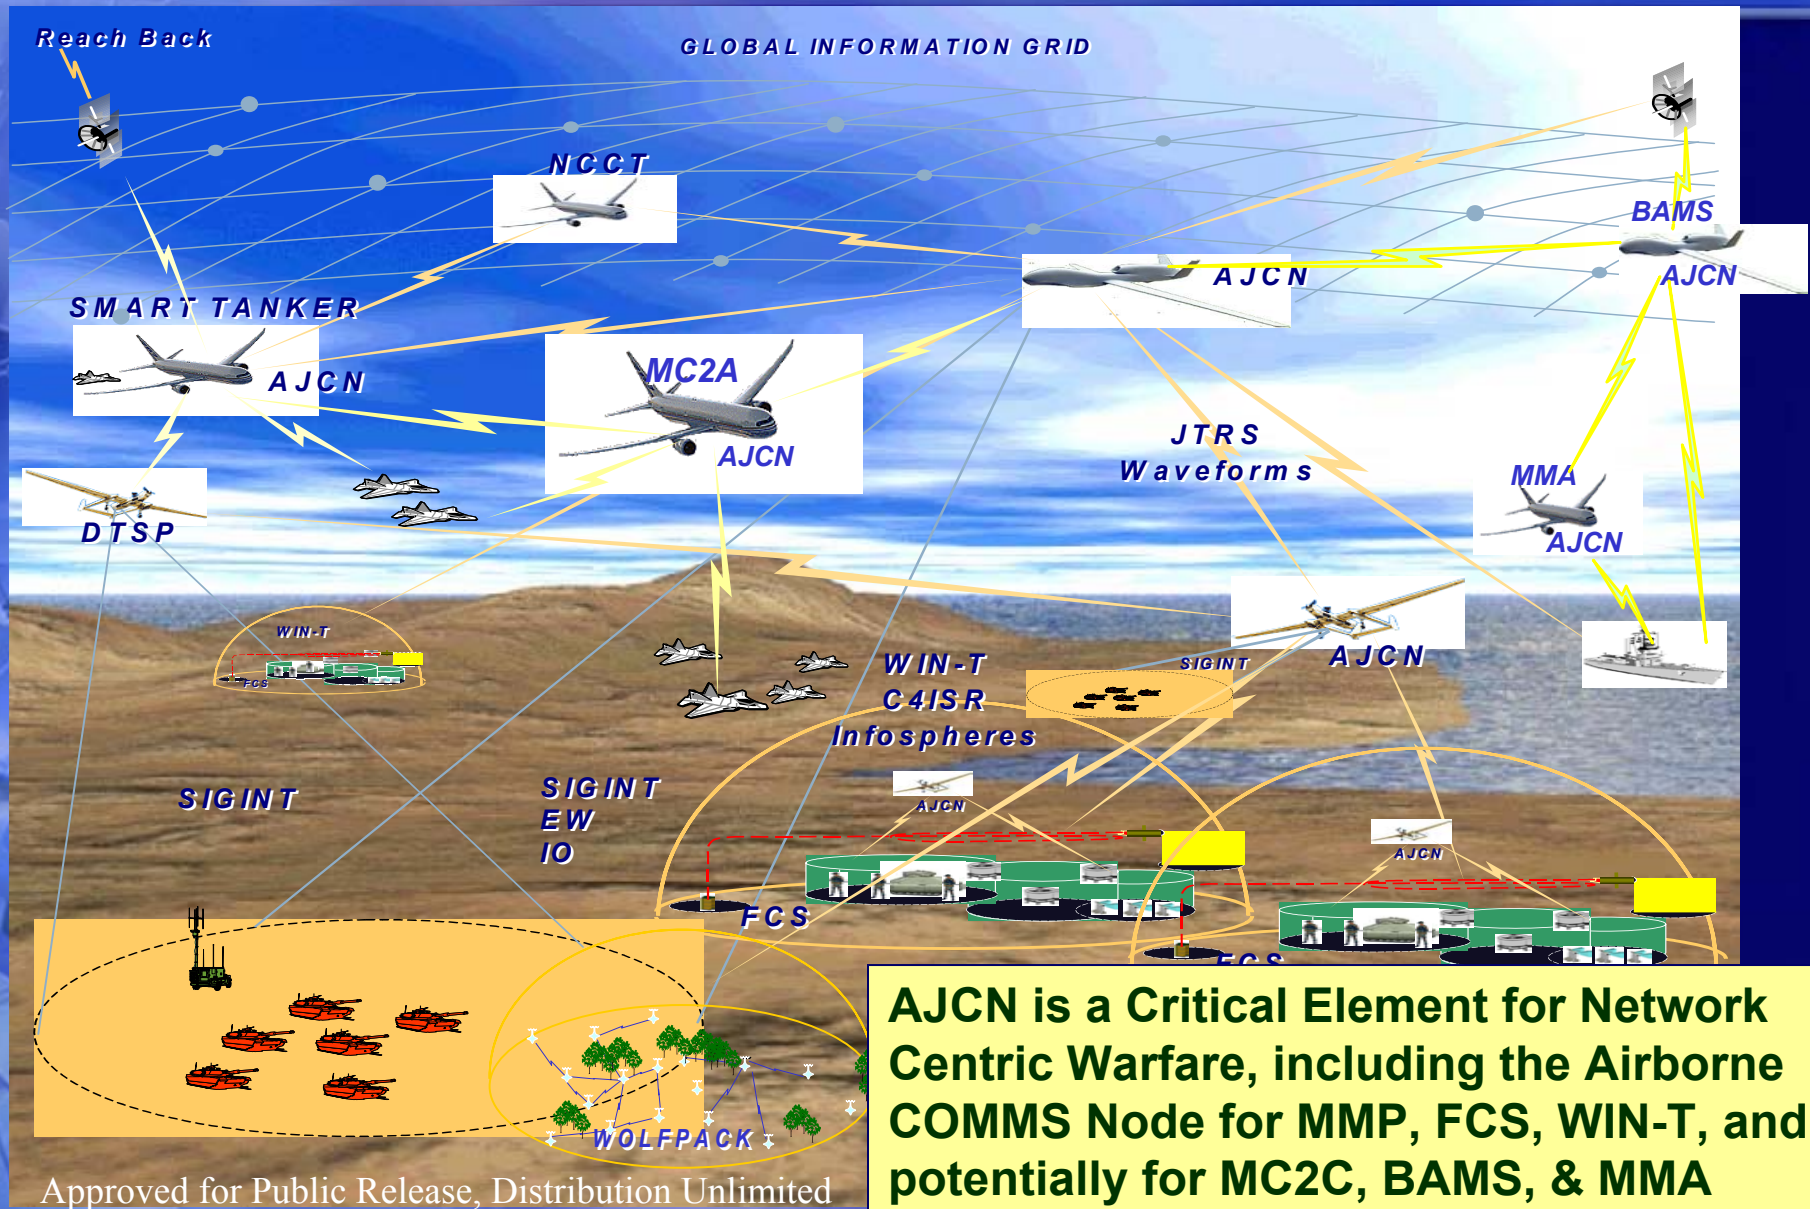 Reach Back
GLOBAL INFORMATION GRID
NCCT
BAMS
AJCN
AJCN
SMART TANKER
AJCN
MC2A
AJCN
JTRS
Waveforms
MMA
AJCN
DTSP
WIN-T
FCS
WIN-T
C4ISR
Infospheres
SIGINT
AJCN
SIGINT
SIGINT
EW
IO
AJCN
AJCN
FCS
FCS
WOLFPACK
AJCN is a Critical Element for Network
Centric Warfare, including the Airborne
COMMS Node for MMP, FCS, WIN-T, and
potentially for MC2C, BAMS, & MMA
Approved for Public Release, Distribution Unlimited